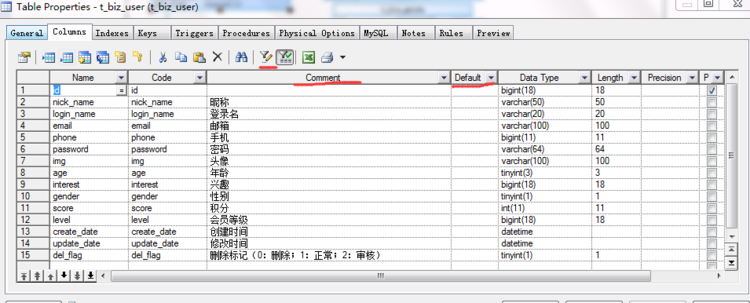 Table Properties - t_biz_user (t_biz_user)
General Columns Indexes Keys Triggers Procedures Physical Options MySQL Notes Rules Preview
Name Code Comment Default Data Type Length Precision P
1 id = id bigint(18) 18
2 nick_name nick_name 昵称 varchar(50) 50
3 login_name login_name 登录名 varchar(20) 20
4 email email 邮箱 varchar(100) 100
5 phone phone 手机 bigint(11) 11
6 password password 密码 varchar(64) 64
7 img img 头像 varchar(100) 100
8 age age 年龄 tinyint(3) 3
9 interest interest 兴趣 bigint(18) 18
10 gender gender 性别 tinyint(1) 1
11 score score 积分 int(11) 11
12 level level 会员等级 bigint(18) 18
13 create_date create_date 创建时间 datetime
14 update_date update_date 修改时间 datetime
15 del_flag del_flag 删除标记（0：删除；1：正常；2：审核） tinyint(1) 1